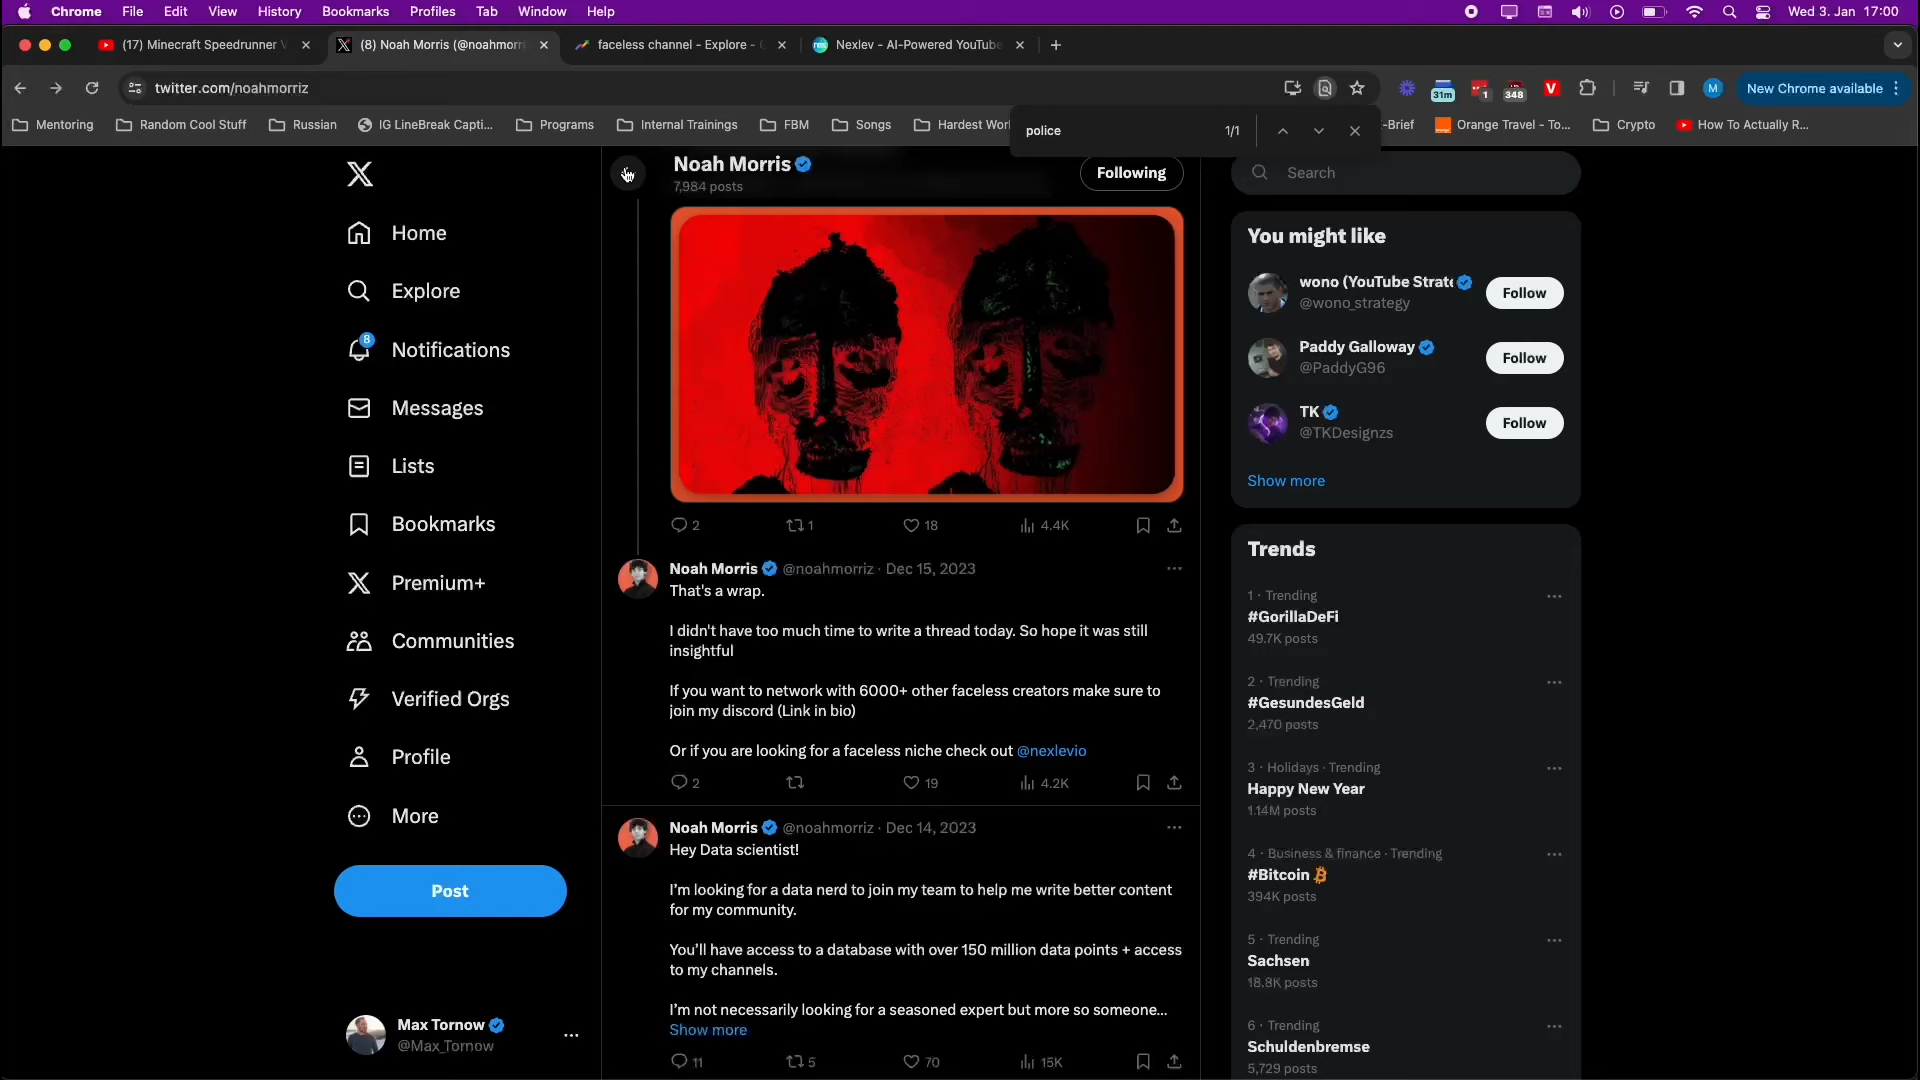 Chrome File Edit View History Bookmarks Profiles Tab Window Help Wed 3. Jan 17:00
(17) Minecraft Speedrunner V (8) Noah Morris (@noahmorri faceless channel - Explore - G Nexlev - AI-Powered YouTube
twitter.com/noahmorriz 31m 1 348 V M New Chrome available
Mentoring Random Cool Stuff Russian IG LineBreak Capti... Programs Internal Trainings FBM Songs Hardest Wor -Brief Orange Travel - To... Crypto How To Actually R...
police 1/1
Noah Morris
7,984 posts
Following
Search
Home
Explore
8
Notifications
Messages
Lists
Bookmarks
Premium+
Communities
Verified Orgs
Profile
More
Post
Max Tornow
@Max_Tornow
2 1 18 4.4K
Noah Morris @noahmorriz · Dec 15, 2023
That's a wrap.
I didn't have too much time to write a thread today. So hope it was still
insightful
If you want to network with 6000+ other faceless creators make sure to
join my discord (Link in bio)
Or if you are looking for a faceless niche check out @nexlevio
2 19 4.2K
Noah Morris @noahmorriz · Dec 14, 2023
Hey Data scientist!
I'm looking for a data nerd to join my team to help me write better content
for my community.
You'll have access to a database with over 150 million data points + access
to my channels.
I'm not necessarily looking for a seasoned expert but more so someone...
Show more
11 5 70 15K
You might like
wono (YouTube Strate
@wono_strategy
Follow
Paddy Galloway
@PaddyG96
Follow
TK
@TKDesignzs
Follow
Show more
Trends
1 · Trending
#GorillaDeFi
49.7K posts
2 · Trending
#GesundesGeld
2,470 posts
3 · Holidays · Trending
Happy New Year
1.14M posts
4 · Business & finance · Trending
#Bitcoin
394K posts
5 · Trending
Sachsen
18.8K posts
6 · Trending
Schuldenbremse
5,729 posts